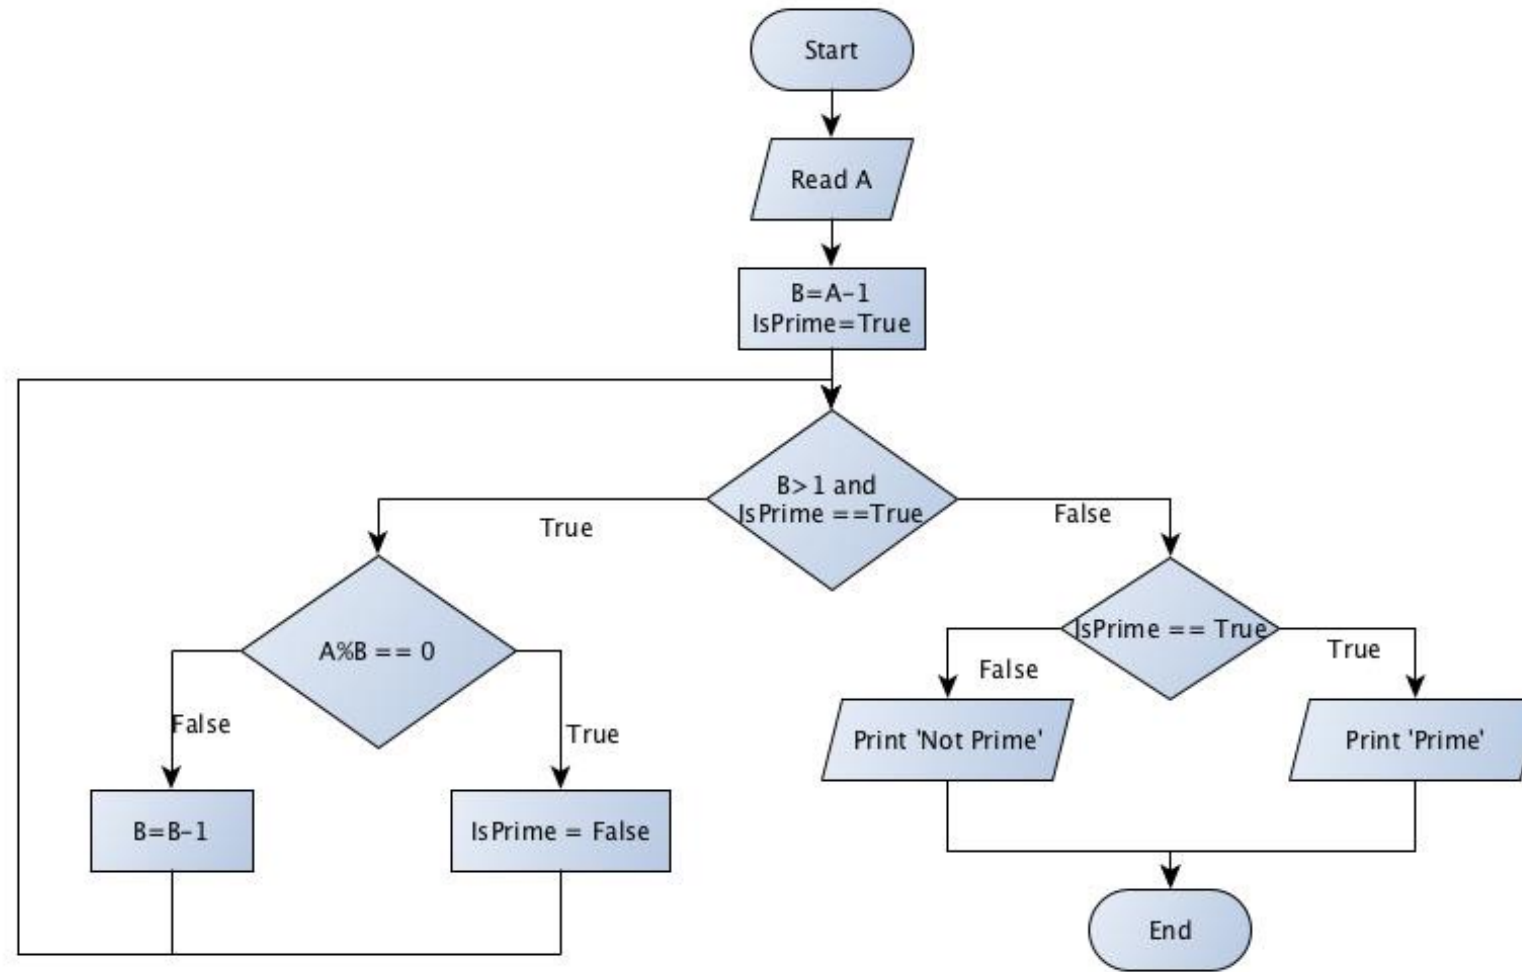 Start
Read A
B=A-1
IsPrime=True
B>1 and
IsPrime ==True
True
False
A%B == 0
IsPrime == True
False
True
False
True
Print 'Not Prime'
Print 'Prime'
B=B-1
IsPrime = False
End